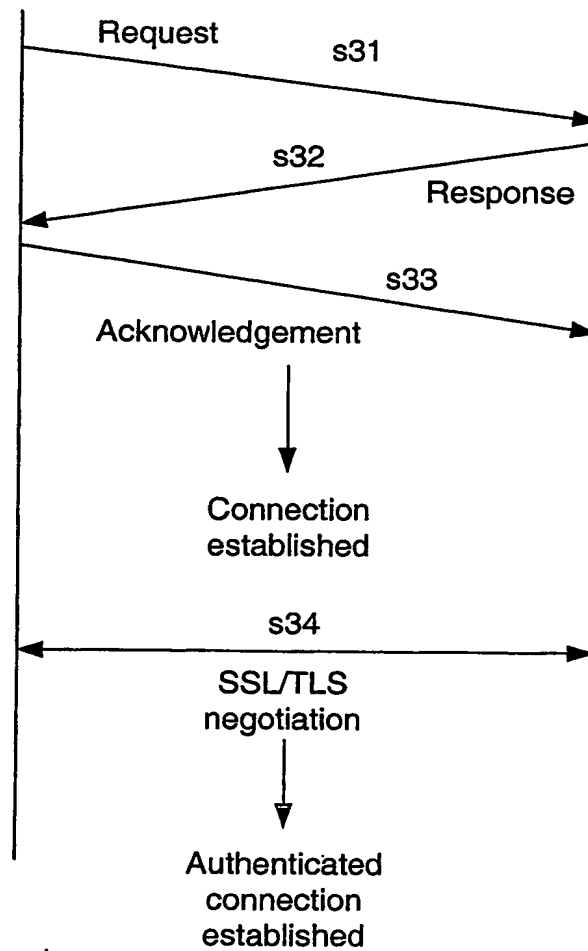 Request
s31
s32
Response
s33
Acknowledgement
Connection
established
s34
SSL/TLS
negotiation
Authenticated
connection
established